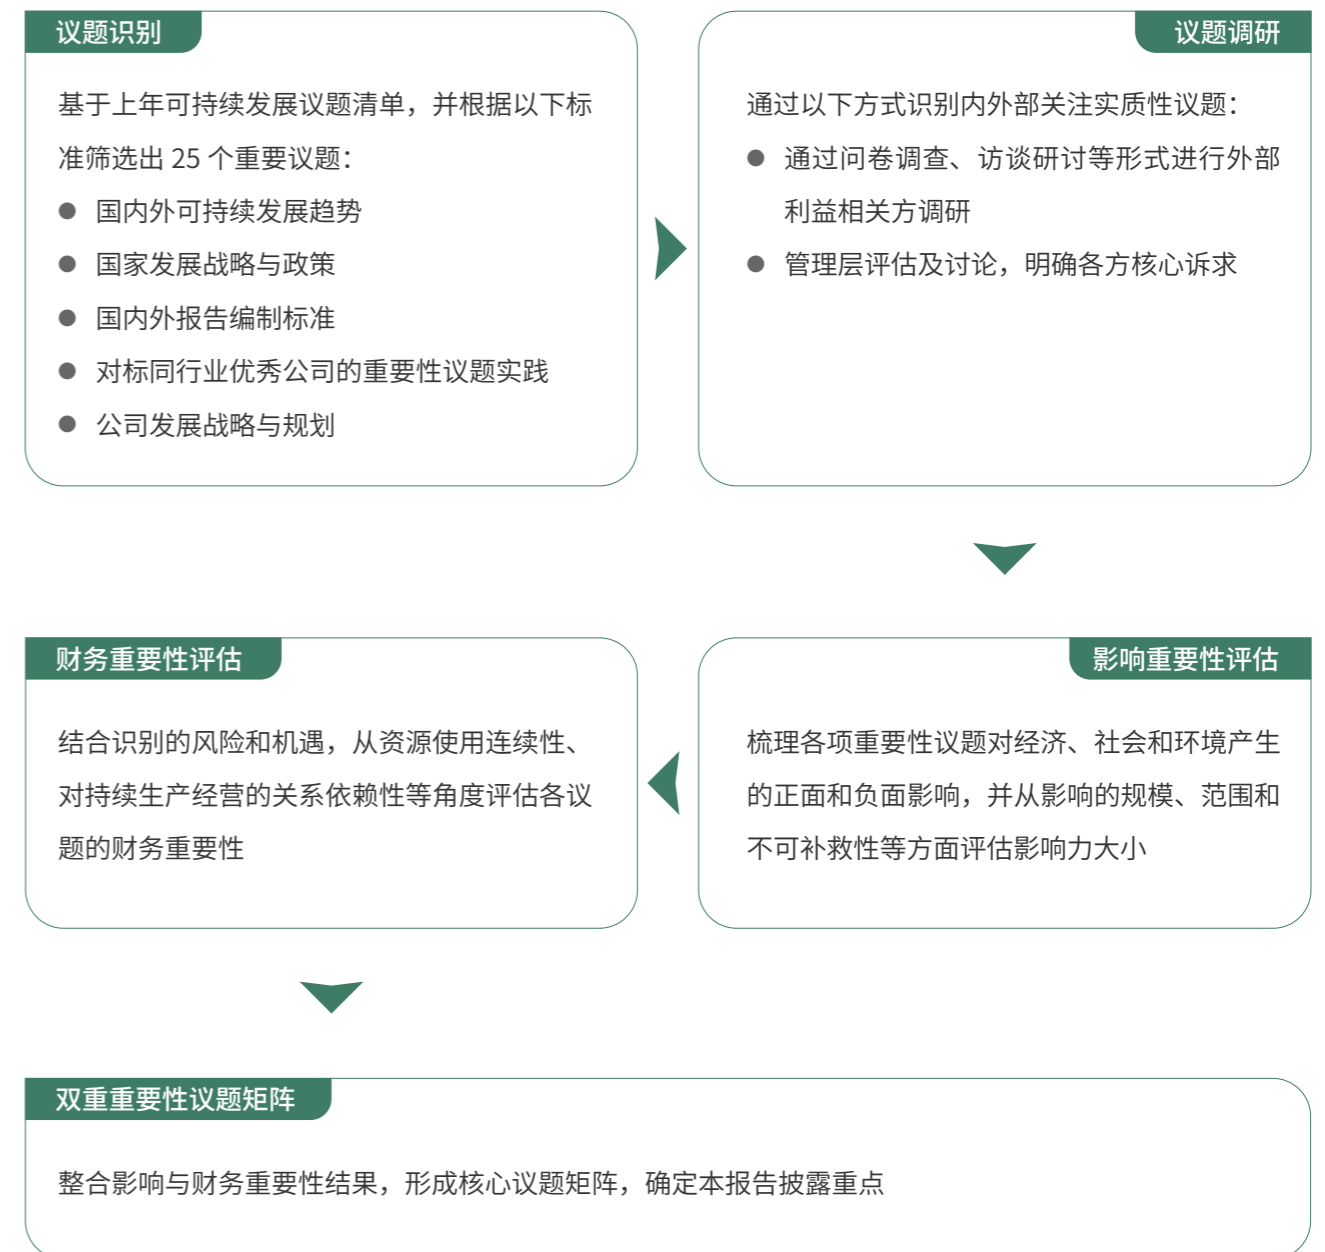 议题识别
基于上年可持续发展议题清单，并根据以下标
准筛选出 25 个重要议题：
● 国内外可持续发展趋势
● 国家发展战略与政策
● 国内外报告编制标准
● 对标同行业优秀公司的重要性议题实践
● 公司发展战略与规划
议题调研
通过以下方式识别内外部关注实质性议题：
● 通过问卷调查、访谈研讨等形式进行外部
利益相关方调研
● 管理层评估及讨论，明确各方核心诉求
影响重要性评估
梳理各项重要性议题对经济、社会和环境产生
的正面和负面影响，并从影响的规模、范围和
不可补救性等方面评估影响力大小
财务重要性评估
结合识别的风险和机遇，从资源使用连续性、
对持续生产经营的关系依赖性等角度评估各议
题的财务重要性
双重重要性议题矩阵
整合影响与财务重要性结果，形成核心议题矩阵，确定本报告披露重点